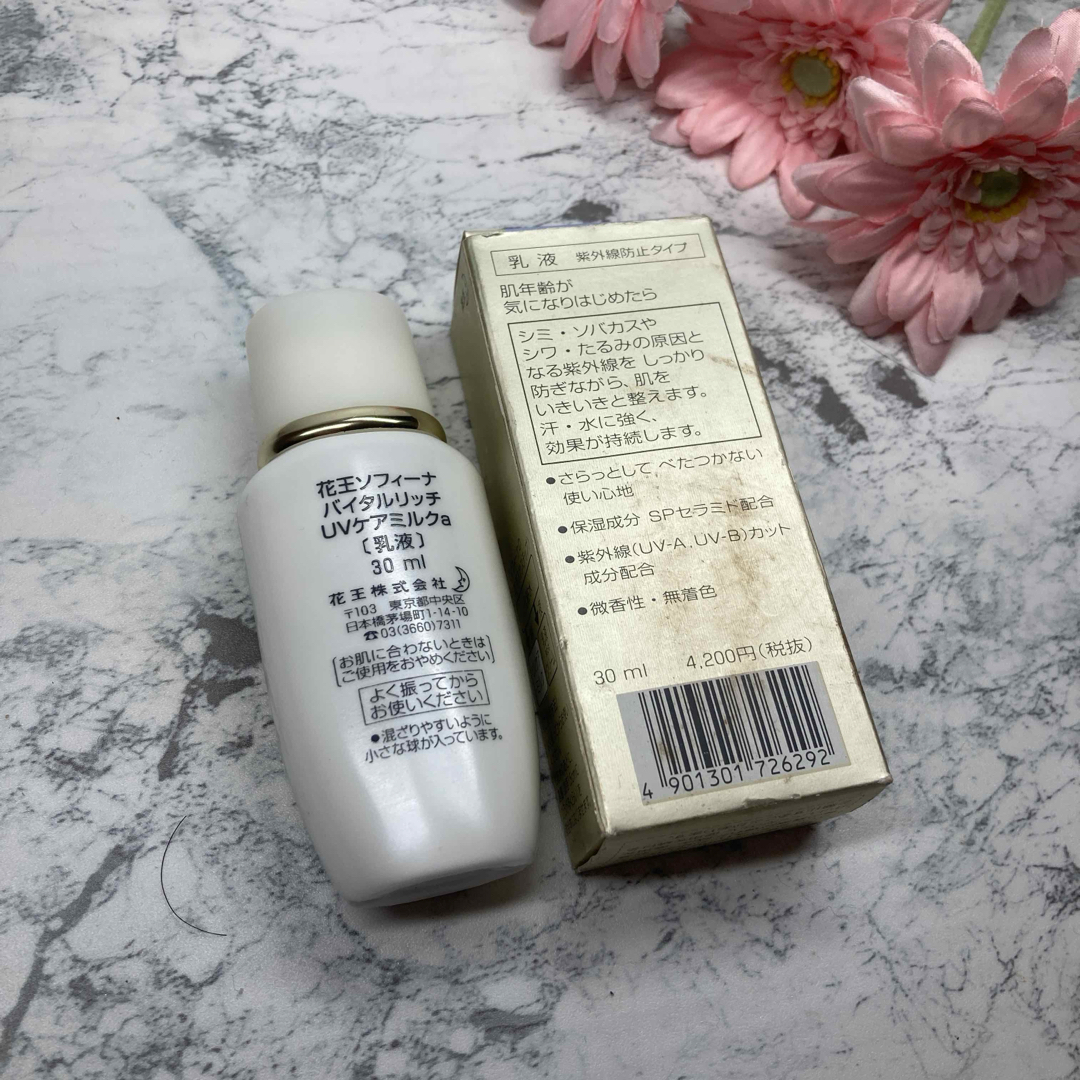 花王ソフィーナ
バイタルリッチ
UVケアミルクa
〔乳液〕
30 ml
花王株式会社
〒103 東京都中央区
日本橋茅場町1-14-10
☎03(3660)7311
お肌に合わないときは
ご使用をおやめください
よく振ってから
お使いください
●混ざりやすいように
小さな球が入っています。
乳液 紫外線防止タイプ
肌年齢が
気になりはじめたら
シミ・ソバカスや
シワ・たるみの原因と
なる紫外線を しっかり
防ぎながら、肌を
いきいきと整えます。
汗・水に強く、
効果が持続します。
●さらっとして、べたつかない
使い心地
●保湿成分 SPセラミド配合
●紫外線(UV-A, UV-B)カット
成分配合
●微香性・無着色
30 ml 4,200円(税抜)
4 901301 726292